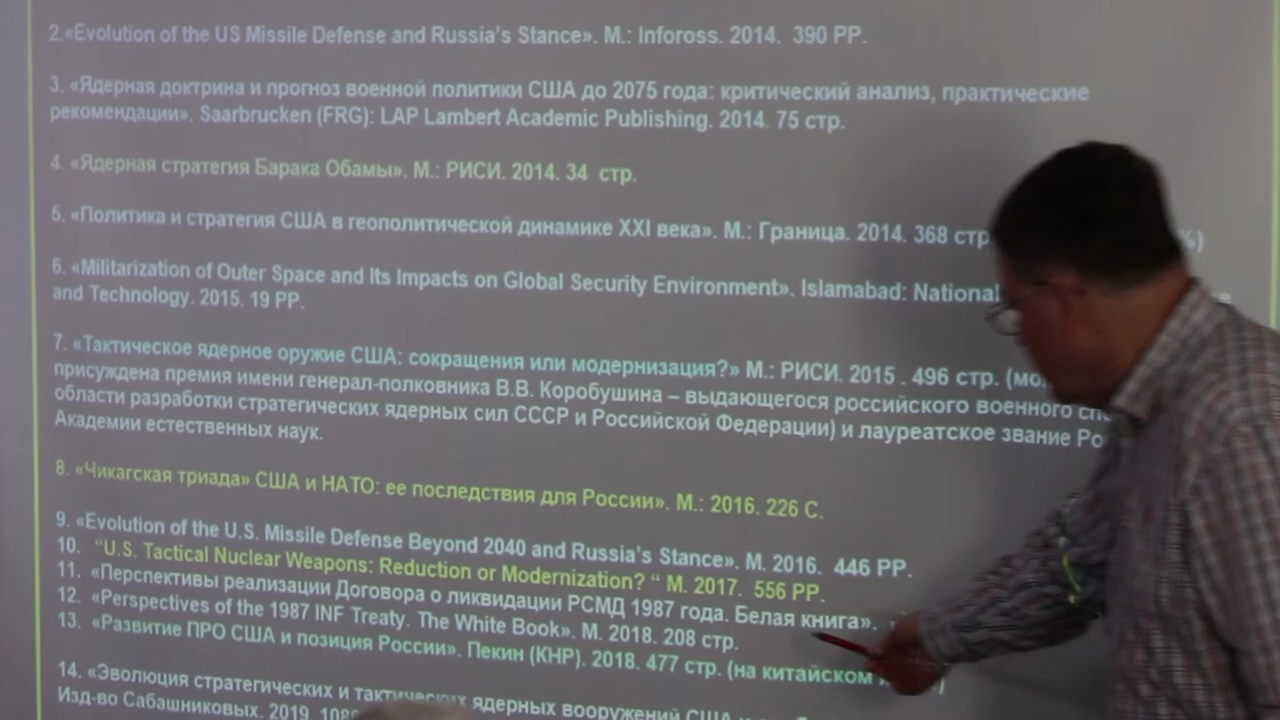 2.«Evolution of the US Missile Defense and Russia's Stance». М.: Infoross. 2014. 390 PP.
3. «Ядерная доктрина и прогноз военной политики США до 2075 года: критический анализ, практические
рекомендации». Saarbrucken (FRG): LAP Lambert Academic Publishing. 2014. 75 стр.
4. «Ядерная стратегия Барака Обамы». М.: РИСИ. 2014. 34 стр.
5. «Политика и стратегия США в геополитической динамике XXI века». М.: Граница. 2014. 368 стр. %)
6. «Militarization of Outer Space and Its Impacts on Global Security Environment». Islamabad: National
and Technology. 2015. 19 PP.
7. «Тактическое ядерное оружие США: сокращения или модернизация?» М.: РИСИ. 2015 . 496 стр.
присуждена премия имени генерал-полковника В.В. Коробушина – выдающегося российского военного
области разработки стратегических ядерных сил СССР и Российской Федерации) и лауреатское звание
Академии естественных наук.
8. «Чикагская триада» США и НАТО: ее последствия для России». М.: 2016. 226 С.
9. «Evolution of the U.S. Missile Defense Beyond 2040 and Russia's Stance». М. 2016. 446 PP.
10. “U.S. Tactical Nuclear Weapons: Reduction or Modernization? “ М. 2017. 556 PP.
11. «Перспективы реализации Договора о ликвидации РСМД 1987 года. Белая книга».
12. «Perspectives of the 1987 INF Treaty. The White Book». М. 2018. 208 стр.
13. «Развитие ПРО США и позиция России». Пекин (КНР). 2018. 477 стр. (на китайском
14. «Эволюция стратегических и тактических ядерных вооружений США
Изд-во Сабашниковых. 2019.